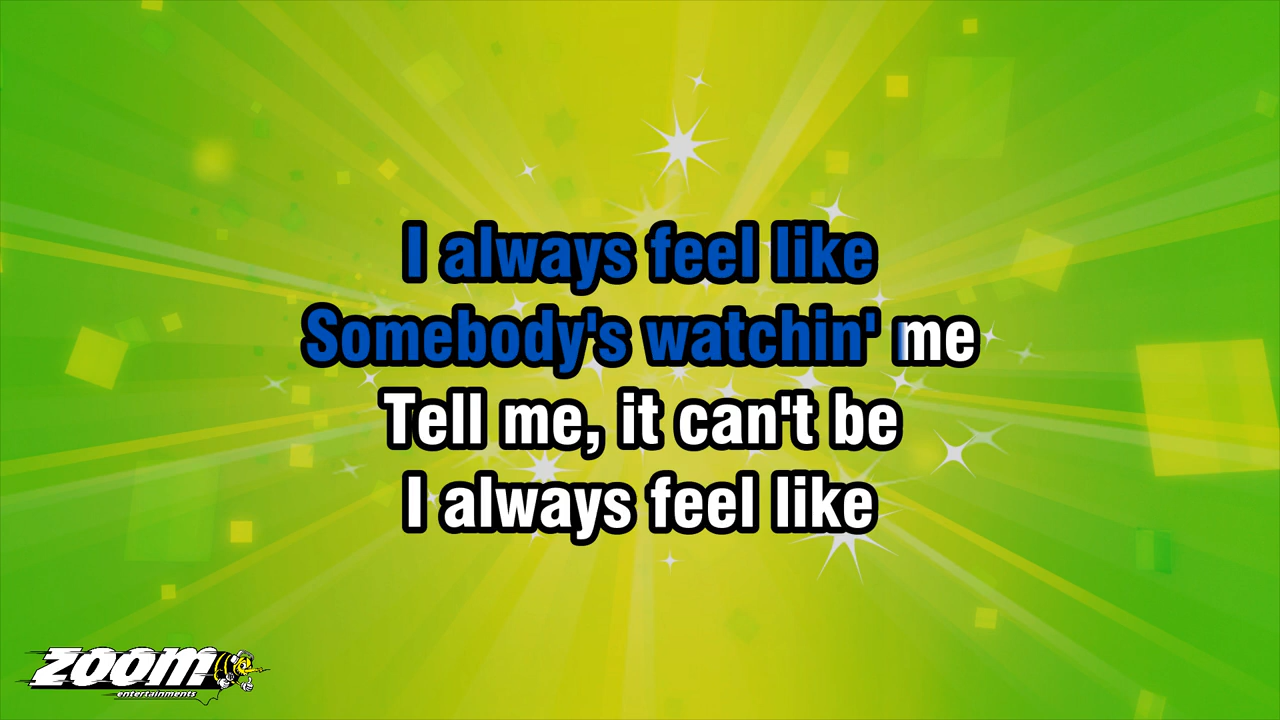 I always feel like
Somebody's watchin' me
Tell me, it can't be
I always feel like
zoom
entertainments